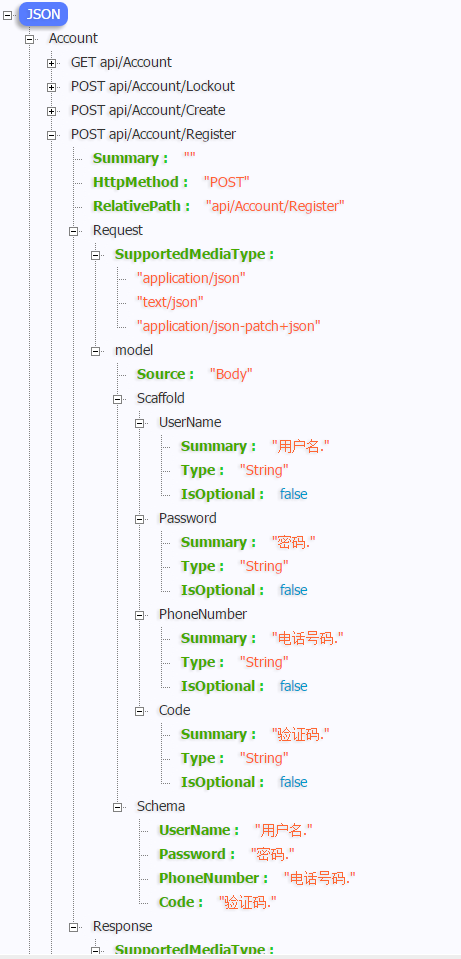 JSON
Account
GET api/Account
POST api/Account/Lockout
POST api/Account/Create
POST api/Account/Register
Summary : ""
HttpMethod : "POST"
RelativePath : "api/Account/Register"
Request
SupportedMediaType :
"application/json"
"text/json"
"application/json-patch+json"
model
Source : "Body"
Scaffold
UserName
Summary : "用户名."
Type : "String"
IsOptional : false
Password
Summary : "密码."
Type : "String"
IsOptional : false
PhoneNumber
Summary : "电话号码."
Type : "String"
IsOptional : false
Code
Summary : "验证码."
Type : "String"
IsOptional : false
Schema
UserName : "用户名."
Password : "密码."
PhoneNumber : "电话号码."
Code : "验证码."
Response
SupportedMediaType :